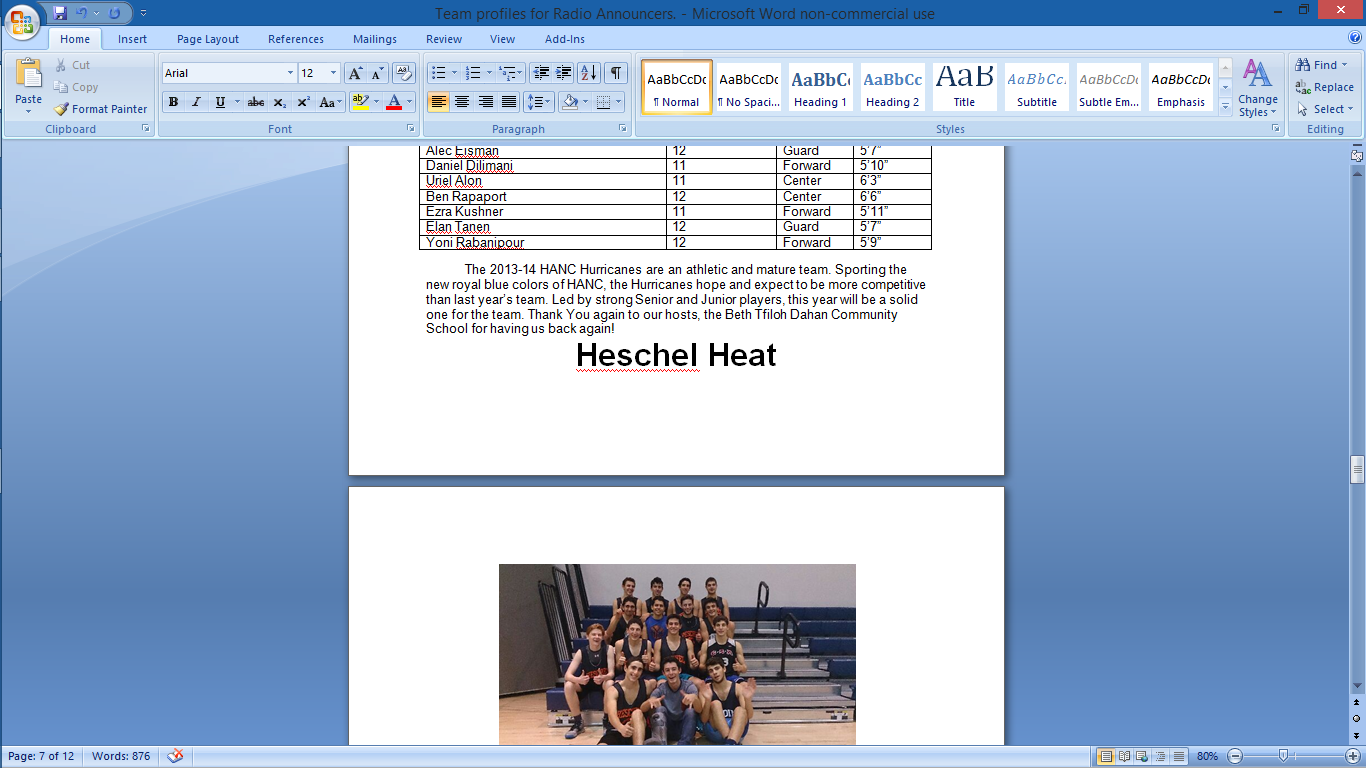 Team profiles for Radio Announcers. - Microsoft Word non-commercial use
Home Insert Page Layout References Mailings Review View Add-Ins
Paste
Cut
Copy
Format Painter
Clipboard
Arial 12
Font
Paragraph
AaBbCcDc AaBbCcDc AaBbC AaBbCc AaB AaBbCc. AaBbCcDc AaBbCcDc
¶ Normal ¶ No Spaci... Heading 1 Heading 2 Title Subtitle Subtle Em... Emphasis
Change Styles
Styles
Find
Replace
Select
Editing
Alec Eisman 12 Guard 5'7”
Daniel Dilimani 11 Forward 5'10”
Uriel Alon 11 Center 6'3”
Ben Rapaport 12 Center 6'6”
Ezra Kushner 11 Forward 5'11”
Elan Tanen 12 Guard 5'7”
Yoni Rabanipour 12 Forward 5'9”
The 2013-14 HANC Hurricanes are an athletic and mature team. Sporting the
new royal blue colors of HANC, the Hurricanes hope and expect to be more competitive
than last year's team. Led by strong Senior and Junior players, this year will be a solid
one for the team. Thank You again to our hosts, the Beth Tfiloh Dahan Community
School for having us back again!
Heschel Heat
Page: 7 of 12 Words: 876 80%